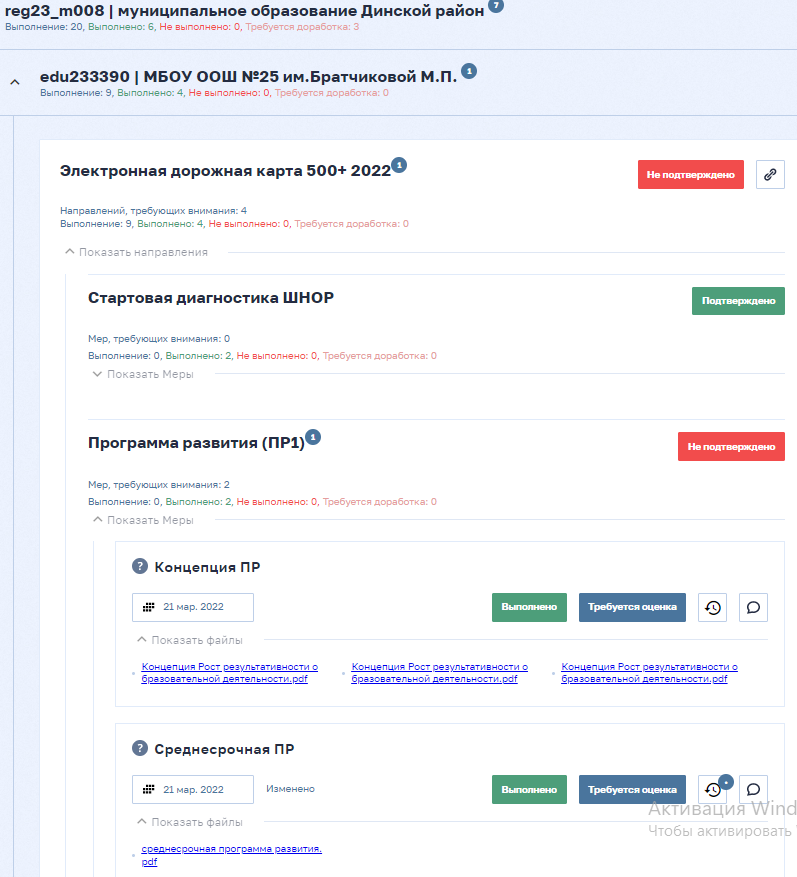 reg23_m008 | муниципальное образование Динской район 7
Выполнение: 20, Выполнено: 6, Не выполнено: 0, Требуется доработка: 3
edu233390 | МБОУ ООШ №25 им.Братчиковой М.П. 1
Выполнение: 9, Выполнено: 4, Не выполнено: 0, Требуется доработка: 0
Электронная дорожная карта 500+ 2022 1
Не подтверждено
Направлений, требующих внимания: 4
Выполнение: 9, Выполнено: 4, Не выполнено: 0, Требуется доработка: 0
Показать направления
Стартовая диагностика ШНОР
Подтверждено
Мер, требующих внимания: 0
Выполнение: 0, Выполнено: 2, Не выполнено: 0, Требуется доработка: 0
Показать Меры
Программа развития (ПР1) 1
Не подтверждено
Мер, требующих внимания: 2
Выполнение: 0, Выполнено: 2, Не выполнено: 0, Требуется доработка: 0
Показать Меры
? Концепция ПР
21 мар. 2022 Выполнено Требуется оценка
Показать файлы
Концепция Рост результативности о
бразовательной деятельности.pdf
Концепция Рост результативности о
бразовательной деятельности.pdf
Концепция Рост результативности о
бразовательной деятельности.pdf
? Среднесрочная ПР
21 мар. 2022 Изменено Выполнено Требуется оценка
Активация Wind
Показать файлы
Чтобы активировать
среднесрочная программа развития.
pdf